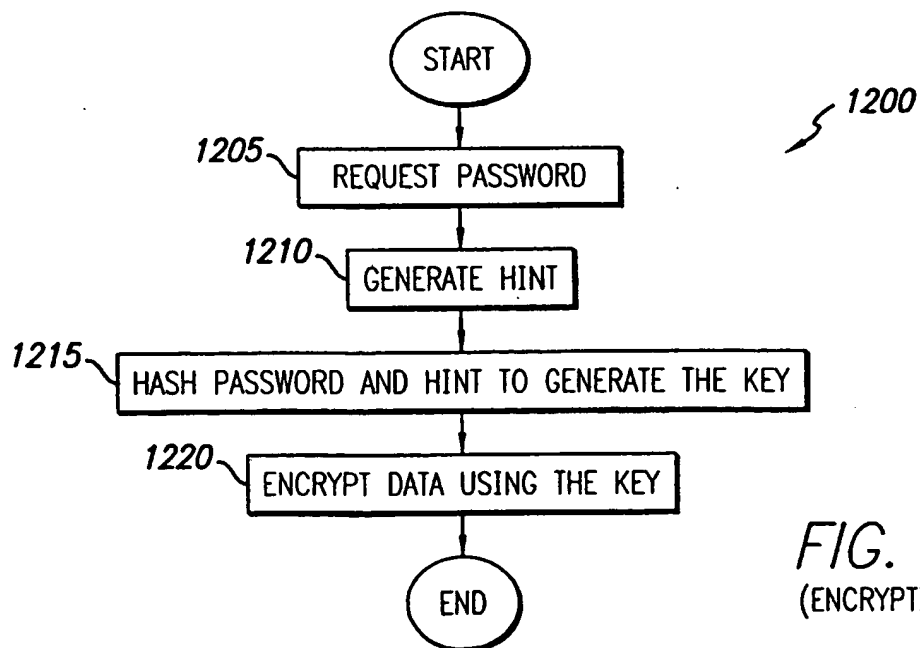 START
1200
1205
REQUEST PASSWORD
1210
GENERATE HINT
1215
HASH PASSWORD AND HINT TO GENERATE THE KEY
1220
ENCRYPT DATA USING THE KEY
END
FIG.
(ENCRYPT